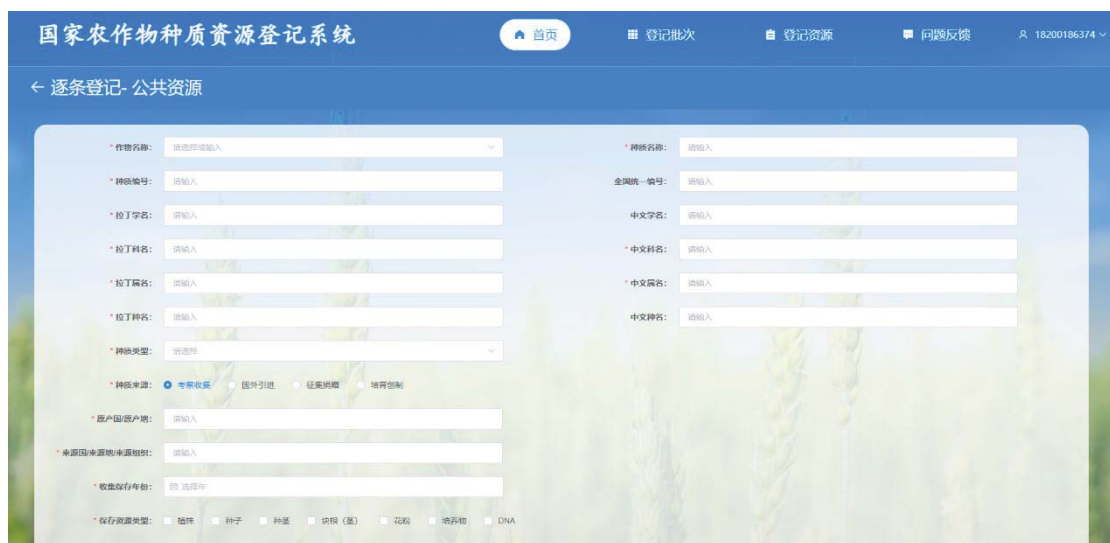 国家农作物种质资源登记系统 首页 登记批次 登记资源 问题反馈 18200186374
← 逐条登记- 公共资源
* 作物名称： 请选择或输入 * 种质名称： 请输入
* 种质编号： 请输入 全国统一编号： 请输入
* 拉丁学名： 请输入 中文学名： 请输入
* 拉丁科名： 请输入 * 中文科名： 请输入
* 拉丁属名： 请输入 * 中文属名： 请输入
* 拉丁种名： 请输入 中文种名： 请输入
* 种质类型： 请选择
* 种质来源： 考察收集 国外引进 征集捐赠 培育创制
* 原产国/原产地： 请输入
* 来源国/来源地/来源组织： 请输入
* 收集保存年份： 选择年
* 保存资源类型： 植株 种子 种茎 块根（茎） 花粉 培养物 DNA